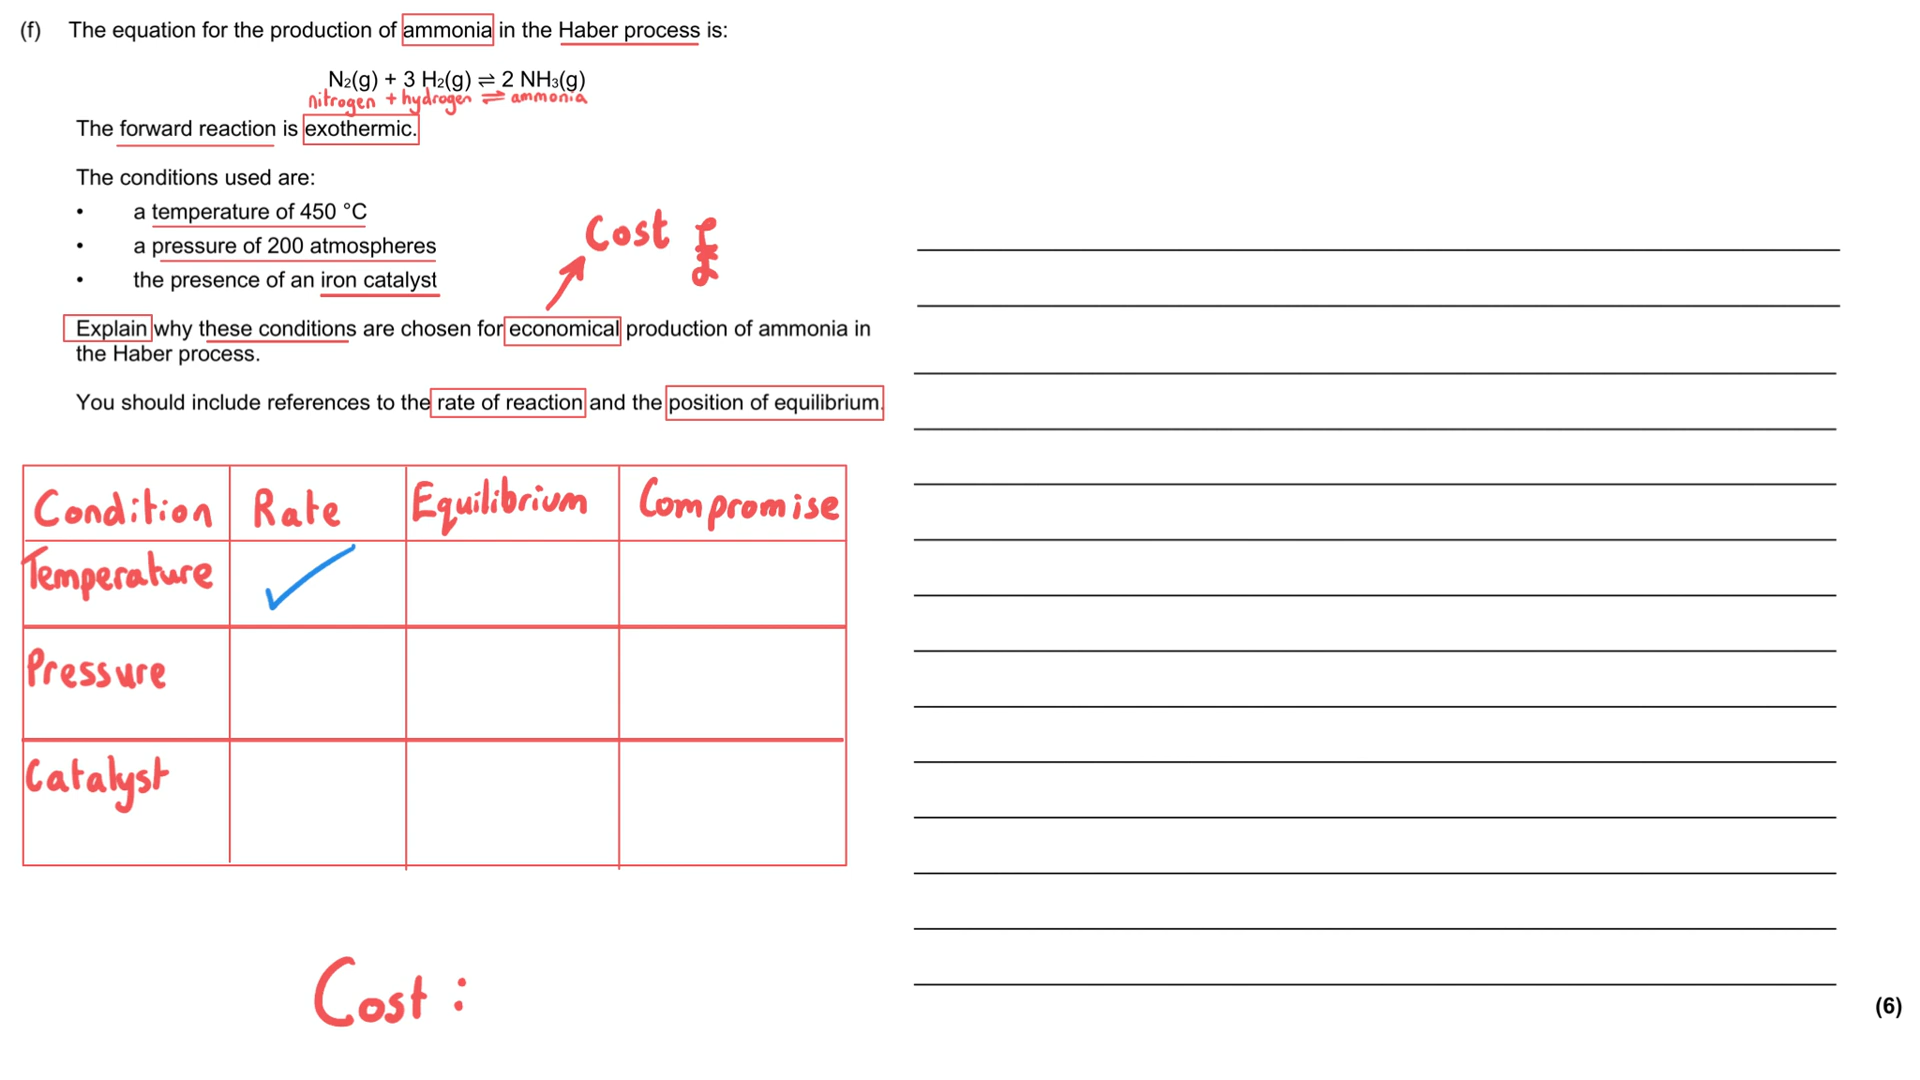 (f) The equation for the production of ammonia in the Haber process is:
N₂(g) + 3 H₂(g) ⇌ 2 NH₃(g)
nitrogen + hydrogen ⇌ ammonia
The forward reaction is exothermic.
The conditions used are:
• a temperature of 450 °C
• a pressure of 200 atmospheres
• the presence of an iron catalyst
Cost £
Explain why these conditions are chosen for economical production of ammonia in
the Haber process.
You should include references to the rate of reaction and the position of equilibrium.
Condition Rate Equilibrium Compromise
Temperature ✓
Pressure
Catalyst
Cost :
(6)